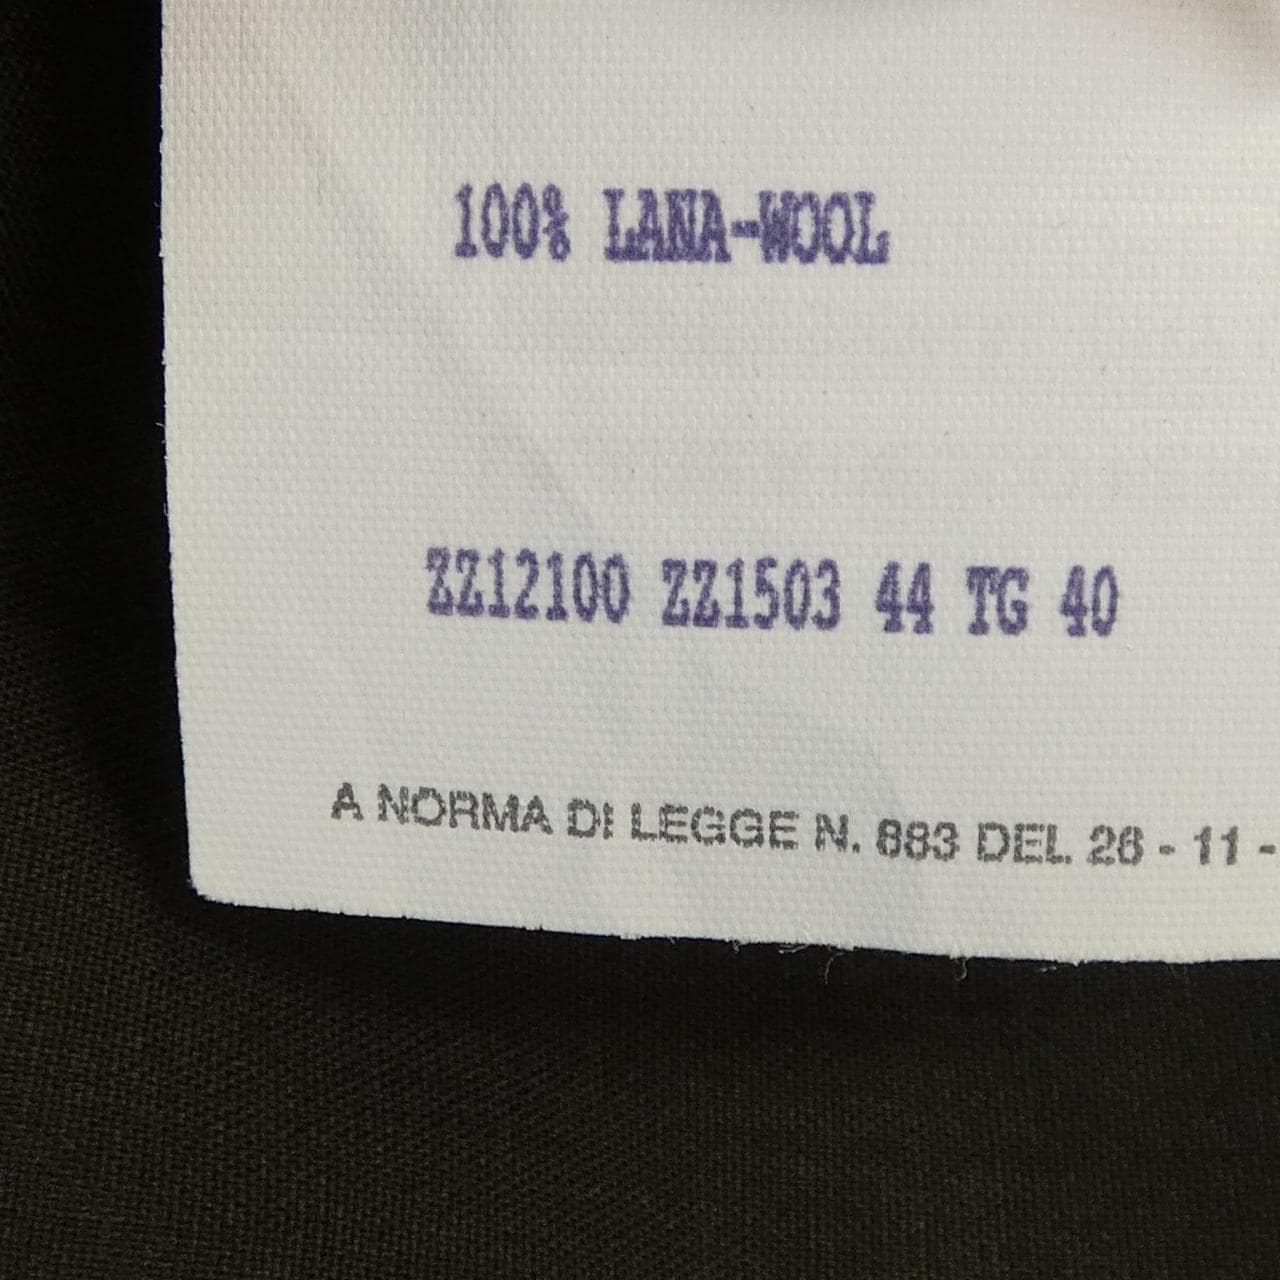 100% LANA-WOOL
ZZ12100 ZZ1503 44 TG 40
A NORMA DI LEGGE N. 883 DEL 26 - 11 -